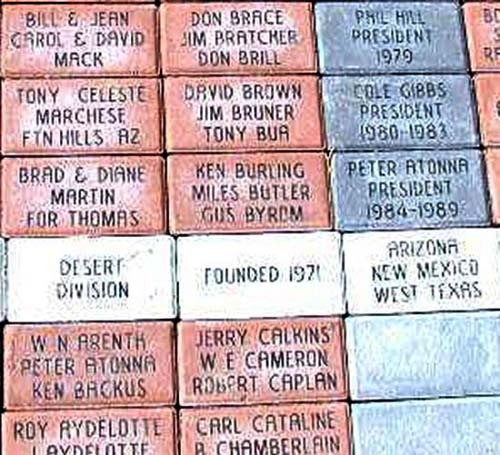 BILL & JEAN
CAROL & DAVID
MACK
DON BRACE
JIM BRATCHER
DON BRILL
PHIL HILL
PRESIDENT
1979
TONY CELESTE
MARCHESE
FTN HILLS AZ
DAVID BROWN
JIM BRUNER
TONY BUA
COLE GIBBS
PRESIDENT
1980-1983
BRAD & DIANE
MARTIN
FOR THOMAS
KEN BURLING
MILES BUTLER
GUS BYROM
PETER ATONNA
PRESIDENT
1984-1989
DESERT
DIVISION
FOUNDED 1971
ARIZONA
NEW MEXICO
WEST TEXAS
W N ARENTH
PETER ATONNA
KEN BACKUS
JERRY CALKINS
W E CAMERON
ROBERT CAPLAN
ROY AYDELOTTE
J AYDELOTTE
CARL CATALINE
R CHAMBERLAIN